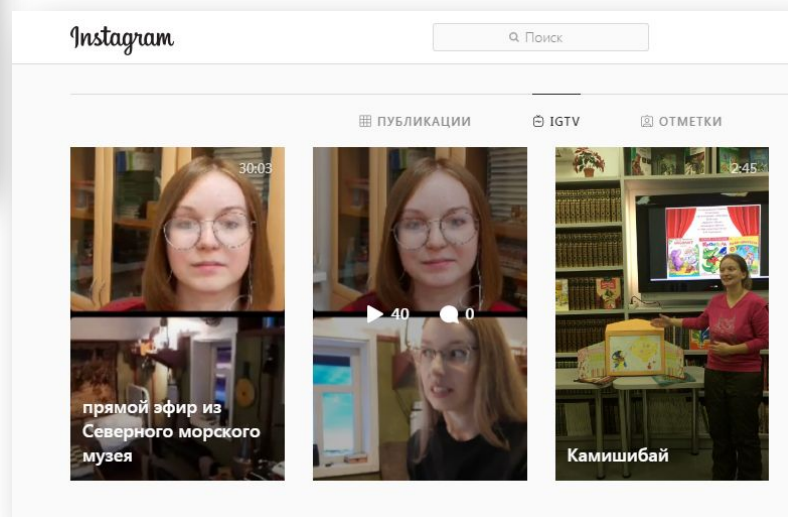 Instagram
Поиск
ПУБЛИКАЦИИ
IGTV
ОТМЕТКИ
30:03
2:45
40
0
прямой эфир из
Северного морского
музея
Камишибай